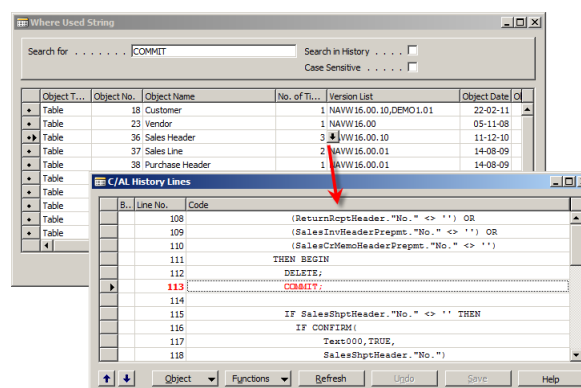 Where Used String
Search for . . . . . . . COMMIT
Search in History . . . .
Case Sensitive . . . . .
Object T... Object No. Object Name No. of Ti... Version List Object Date
Table 18 Customer 1 NAVW16.00.10,DEMO1.01 22-02-11
Table 23 Vendor 1 NAVW16.00 05-11-08
Table 36 Sales Header 3 NAVW16.00.10 11-12-10
Table 37 Sales Line 2 NAVW16.00.01 14-08-09
Table 38 Purchase Header 1 NAVW16.00.01 14-08-09
Table
Table
Table
Table
Table
C/AL History Lines
B.. Line No. Code
108 (ReturnRcptHeader."No." <> '') OR
109 (SalesInvHeaderPrepmt."No." <> '') OR
110 (SalesCrMemoHeaderPrepmt."No." <> '')
111 THEN BEGIN
112 DELETE;
113 COMMIT;
114
115 IF SalesShptHeader."No." <> '' THEN
116 IF CONFIRM(
117 Text000,TRUE,
118 SalesShptHeader."No.")
Object Functions Refresh Undo Save Help